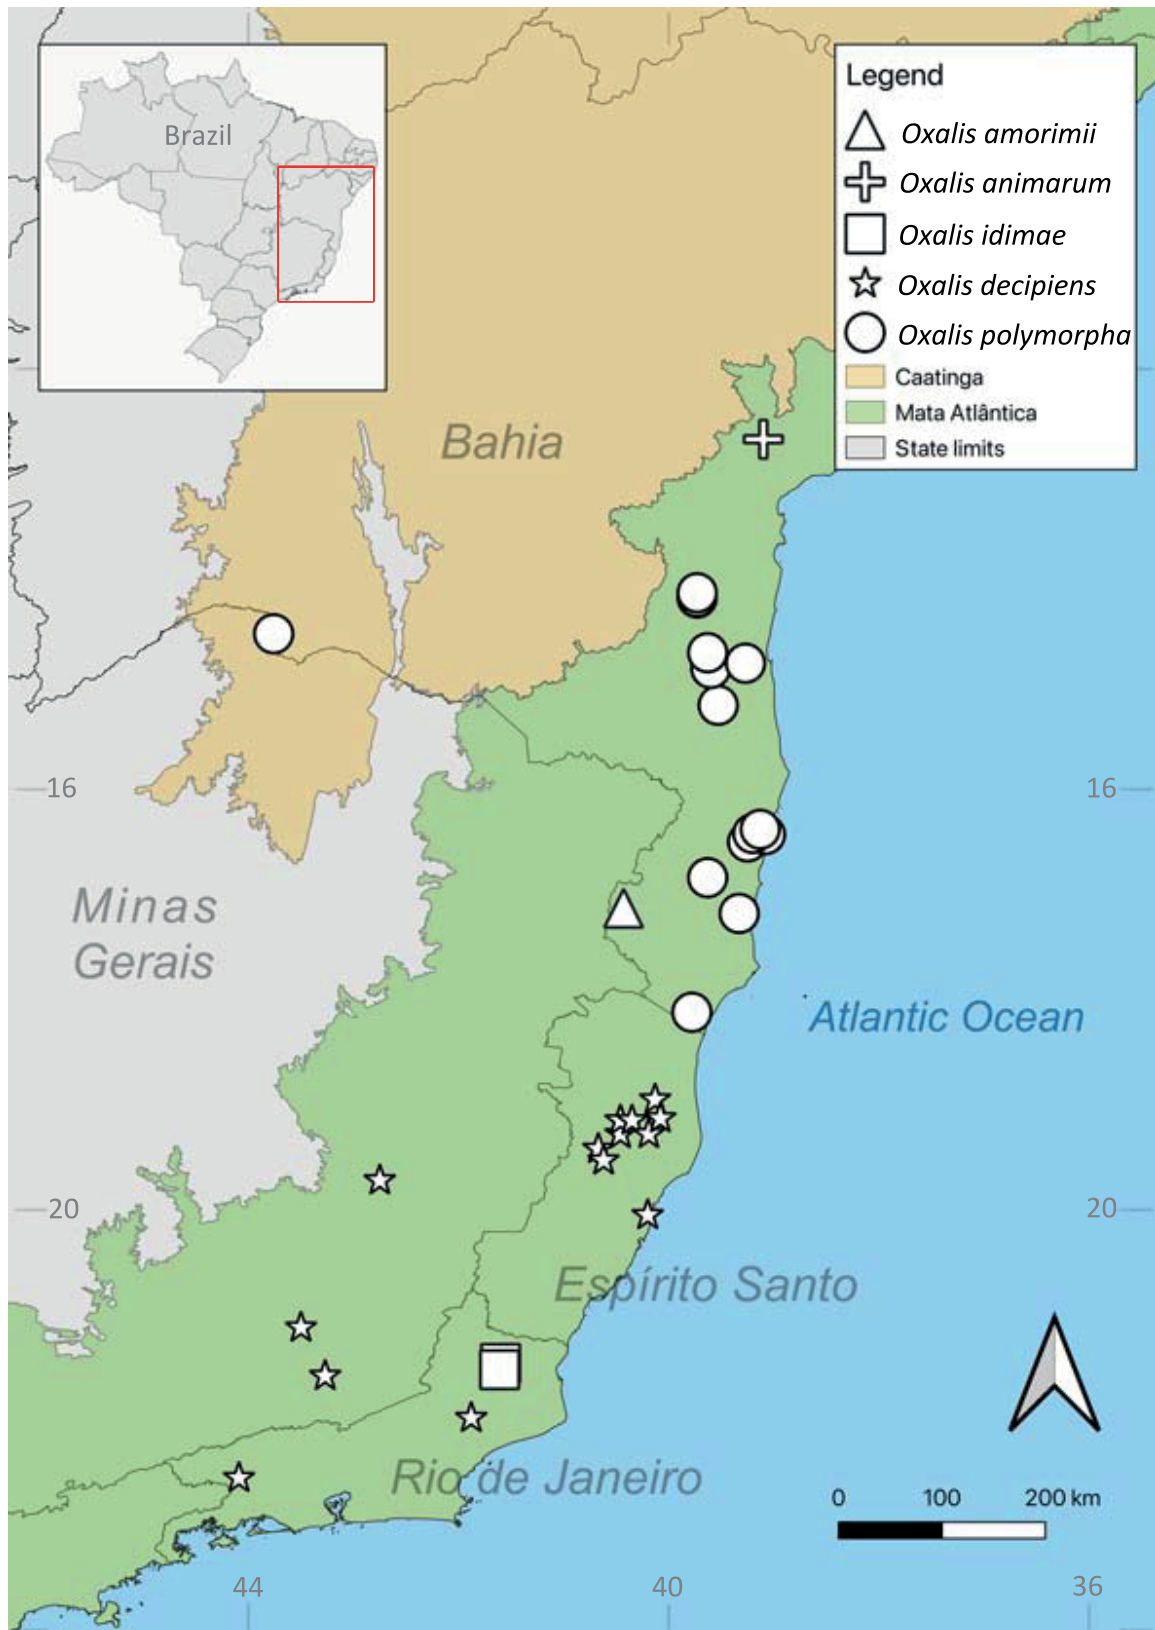 Brazil
Legend
Oxalis amorimii
Oxalis animarum
Oxalis idimae
Oxalis decipiens
Oxalis polymorpha
Caatinga
Mata Atlântica
State limits
Bahia
16
16
Minas
Gerais
Atlantic Ocean
20
20
Espírito Santo
Rio de Janeiro
0 100 200 km
44 40 36